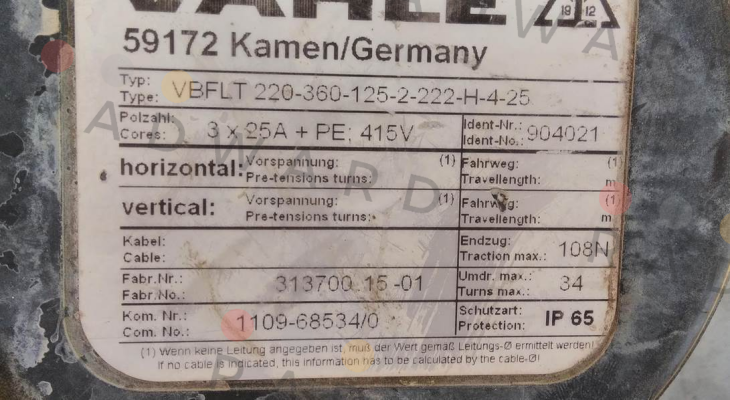 VAHLE
19 12
59172 Kamen/Germany
Typ:
Type: VBFLT 220-360-125-2-222-H-4-25
Polzahl:
Cores: 3 x 25A + PE; 415V
Ident-Nr.:
Ident-No.: 904021
horizontal: Vorspannung: (1)
Pre-tensions turns:
Fahrweg: (1)
Travellength: m
vertical: Vorspannung: (1)
Pre-tensions turns:
Fahrweg: (1)
Travellength: m
Kabel:
Cable:
Endzug:
Traction max.: 108N
Fabr.Nr.:
Fabr.No.: 313700 15-01
Umdr. max.:
Turns max.: 34
Kom. Nr.:
Com. No.: 1109-68534/0
Schutzart:
Protection: IP 65
(1) Wenn keine Leitung angegeben ist, muß der Wert gemäß Leitungs-Ø ermittelt werden!
If no cable is indicated, this information has to be calculated by the cable-Ø!
ADWARD